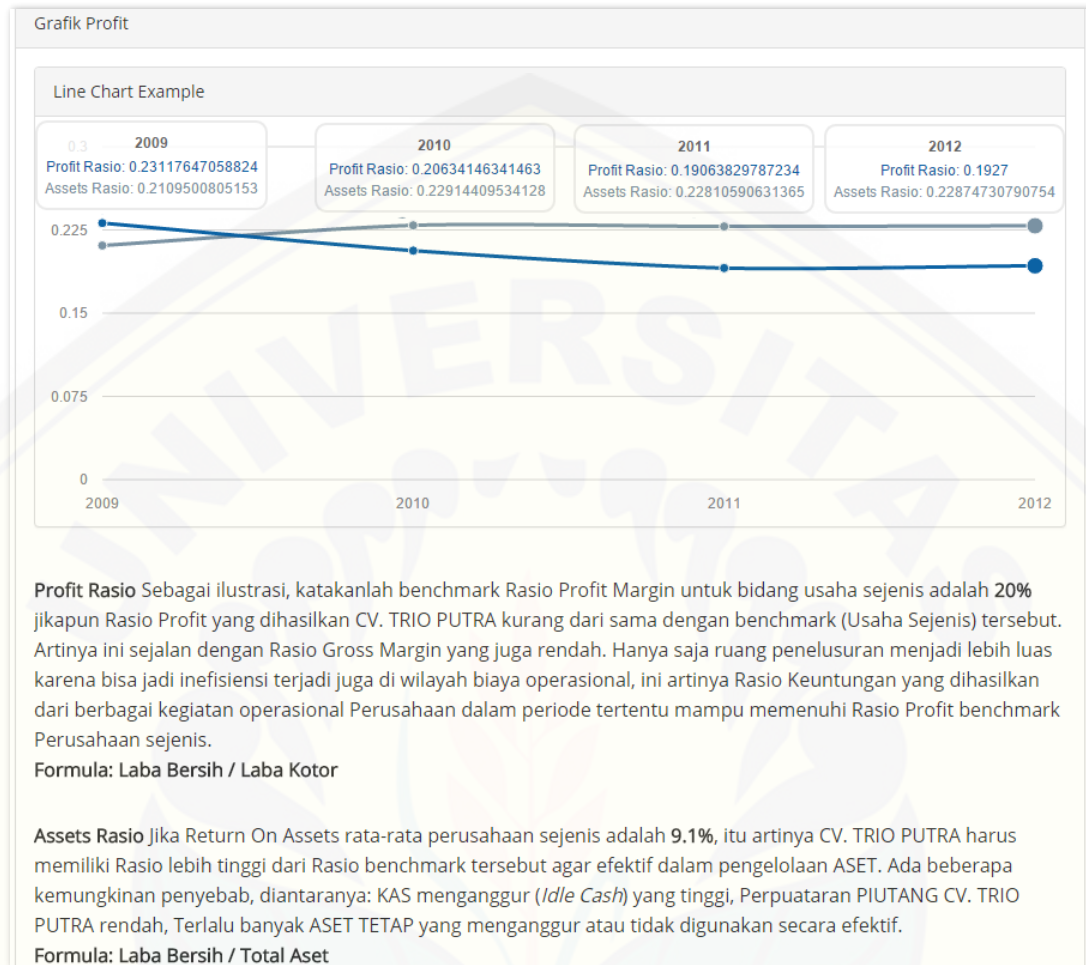 Grafik Profit
Line Chart Example
0.3
2009
Profit Rasio: 0.23117647058824
Assets Rasio: 0.2109500805153
2010
Profit Rasio: 0.20634146341463
Assets Rasio: 0.22914409534128
2011
Profit Rasio: 0.19063829787234
Assets Rasio: 0.22810590631365
2012
Profit Rasio: 0.1927
Assets Rasio: 0.22874730790754
0.225
0.15
0.075
0
2009 2010 2011 2012
UNIVERSITAS
Profit Rasio Sebagai ilustrasi, katakanlah benchmark Rasio Profit Margin untuk bidang usaha sejenis adalah 20%
jikapun Rasio Profit yang dihasilkan CV. TRIO PUTRA kurang dari sama dengan benchmark (Usaha Sejenis) tersebut.
Artinya ini sejalan dengan Rasio Gross Margin yang juga rendah. Hanya saja ruang penelusuran menjadi lebih luas
karena bisa jadi inefisiensi terjadi juga di wilayah biaya operasional, ini artinya Rasio Keuntungan yang dihasilkan
dari berbagai kegiatan operasional Perusahaan dalam periode tertentu mampu memenuhi Rasio Profit benchmark
Perusahaan sejenis.
Formula: Laba Bersih / Laba Kotor
Assets Rasio Jika Return On Assets rata-rata perusahaan sejenis adalah 9.1%, itu artinya CV. TRIO PUTRA harus
memiliki Rasio lebih tinggi dari Rasio benchmark tersebut agar efektif dalam pengelolaan ASET. Ada beberapa
kemungkinan penyebab, diantaranya: KAS menganggur (Idle Cash) yang tinggi, Perpuataran PIUTANG CV. TRIO
PUTRA rendah, Terlalu banyak ASET TETAP yang menganggur atau tidak digunakan secara efektif.
Formula: Laba Bersih / Total Aset